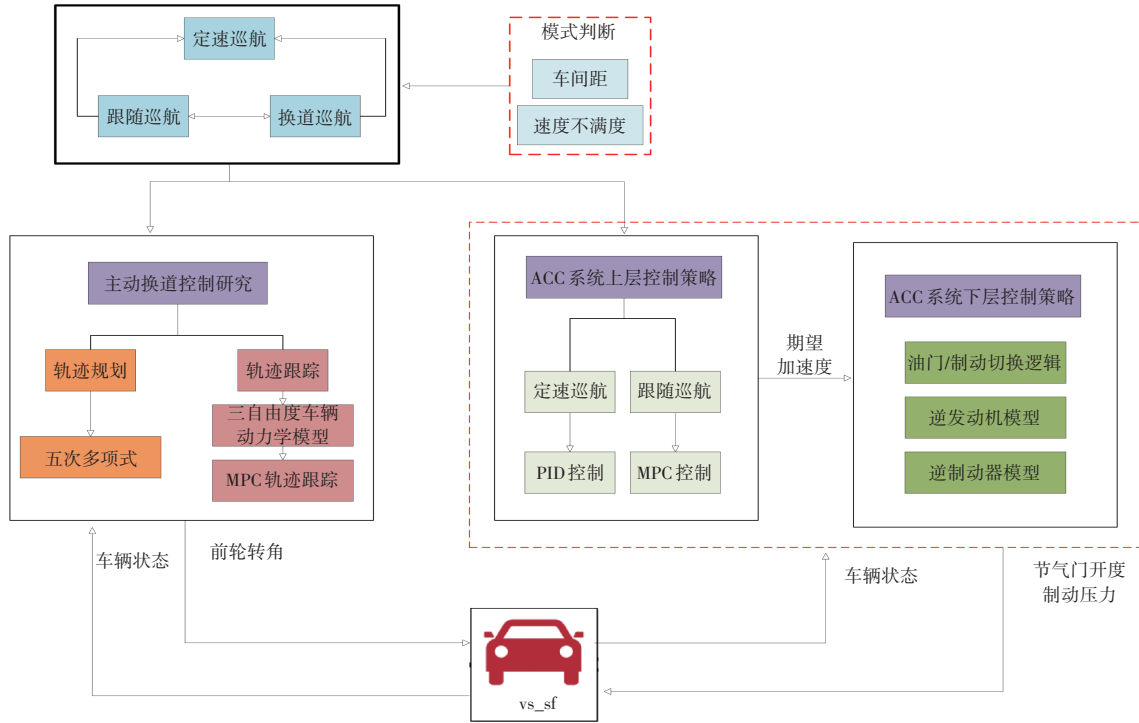 定速巡航
跟随巡航
换道巡航
模式判断
车间距
速度不满度
主动换道控制研究
轨迹规划
五次多项式
轨迹跟踪
三自由度车辆
动力学模型
MPC轨迹跟踪
ACC系统上层控制策略
定速巡航
跟随巡航
PID控制
MPC控制
期望
加速度
ACC系统下层控制策略
油门/制动切换逻辑
逆发动机模型
逆制动器模型
车辆状态
前轮转角
车辆状态
节气门开度
制动压力
vs_sf